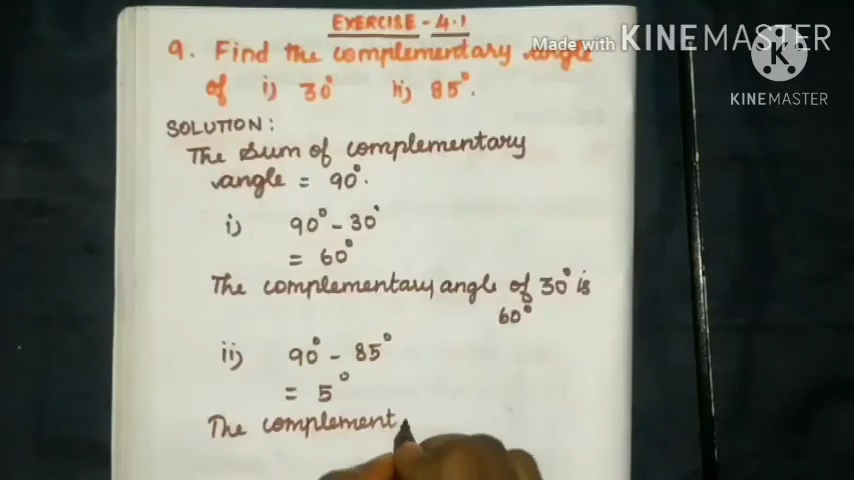 EXERCISE - 4.1
9. Find the complementary angle
of i) 30° ii) 85°.
SOLUTION:
The sum of complementary
angle = 90°.
i) 90° - 30°
= 60°
The complementary angle of 30° is
60°
ii) 90° - 85°
= 5°
The complement
Made with KINEMASTER
K
KINEMASTER